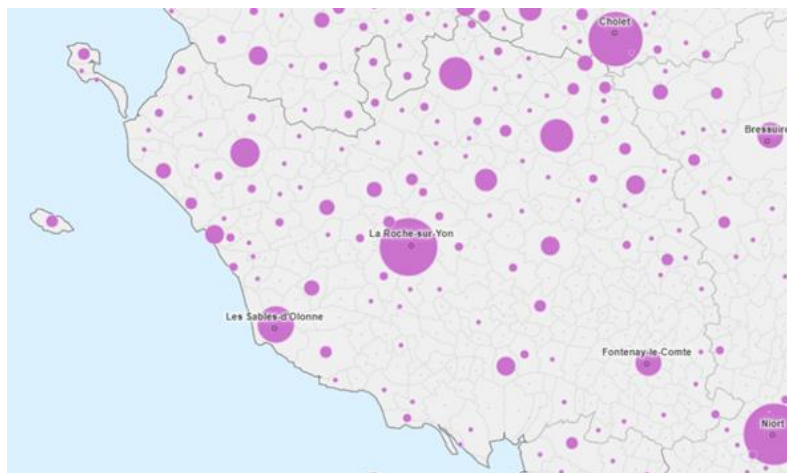 Cholet
Bressuire
La Roche-sur-Yon
Les Sables-d'Olonne
Fontenay-le-Comte
Niort